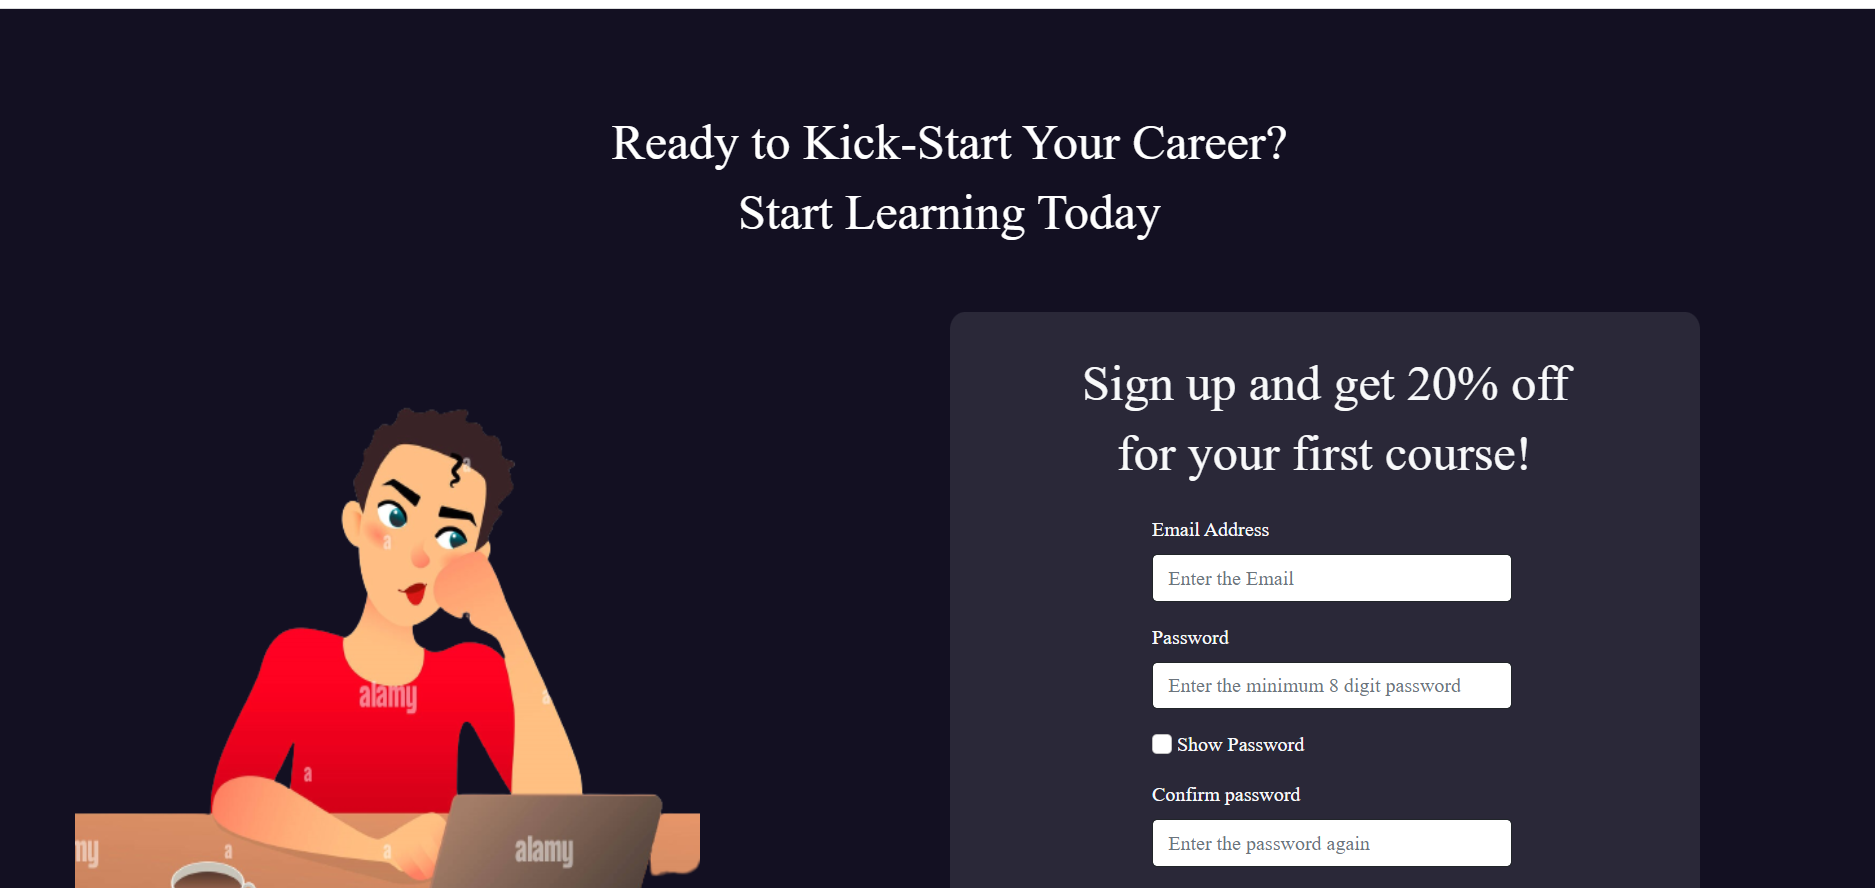 Ready to Kick-Start Your Career?
Start Learning Today
Sign up and get 20% off
for your first course!
Email Address
Enter the Email
Password
Enter the minimum 8 digit password
Show Password
Confirm password
Enter the password again
a
a
alamy
a
a
my
a
a
alamy